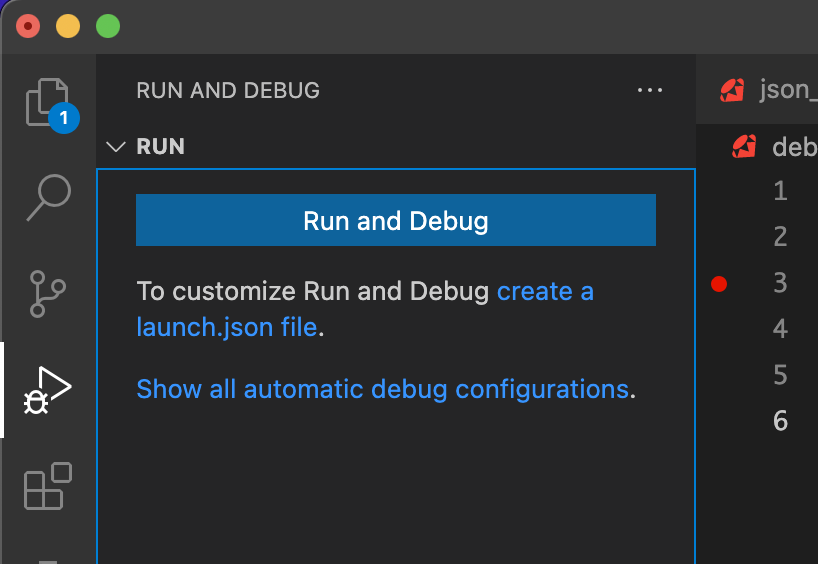 RUN AND DEBUG
json_
1
RUN
deb
Run and Debug
To customize Run and Debug create a
launch.json file.
Show all automatic debug configurations.
1
2
3
4
5
6